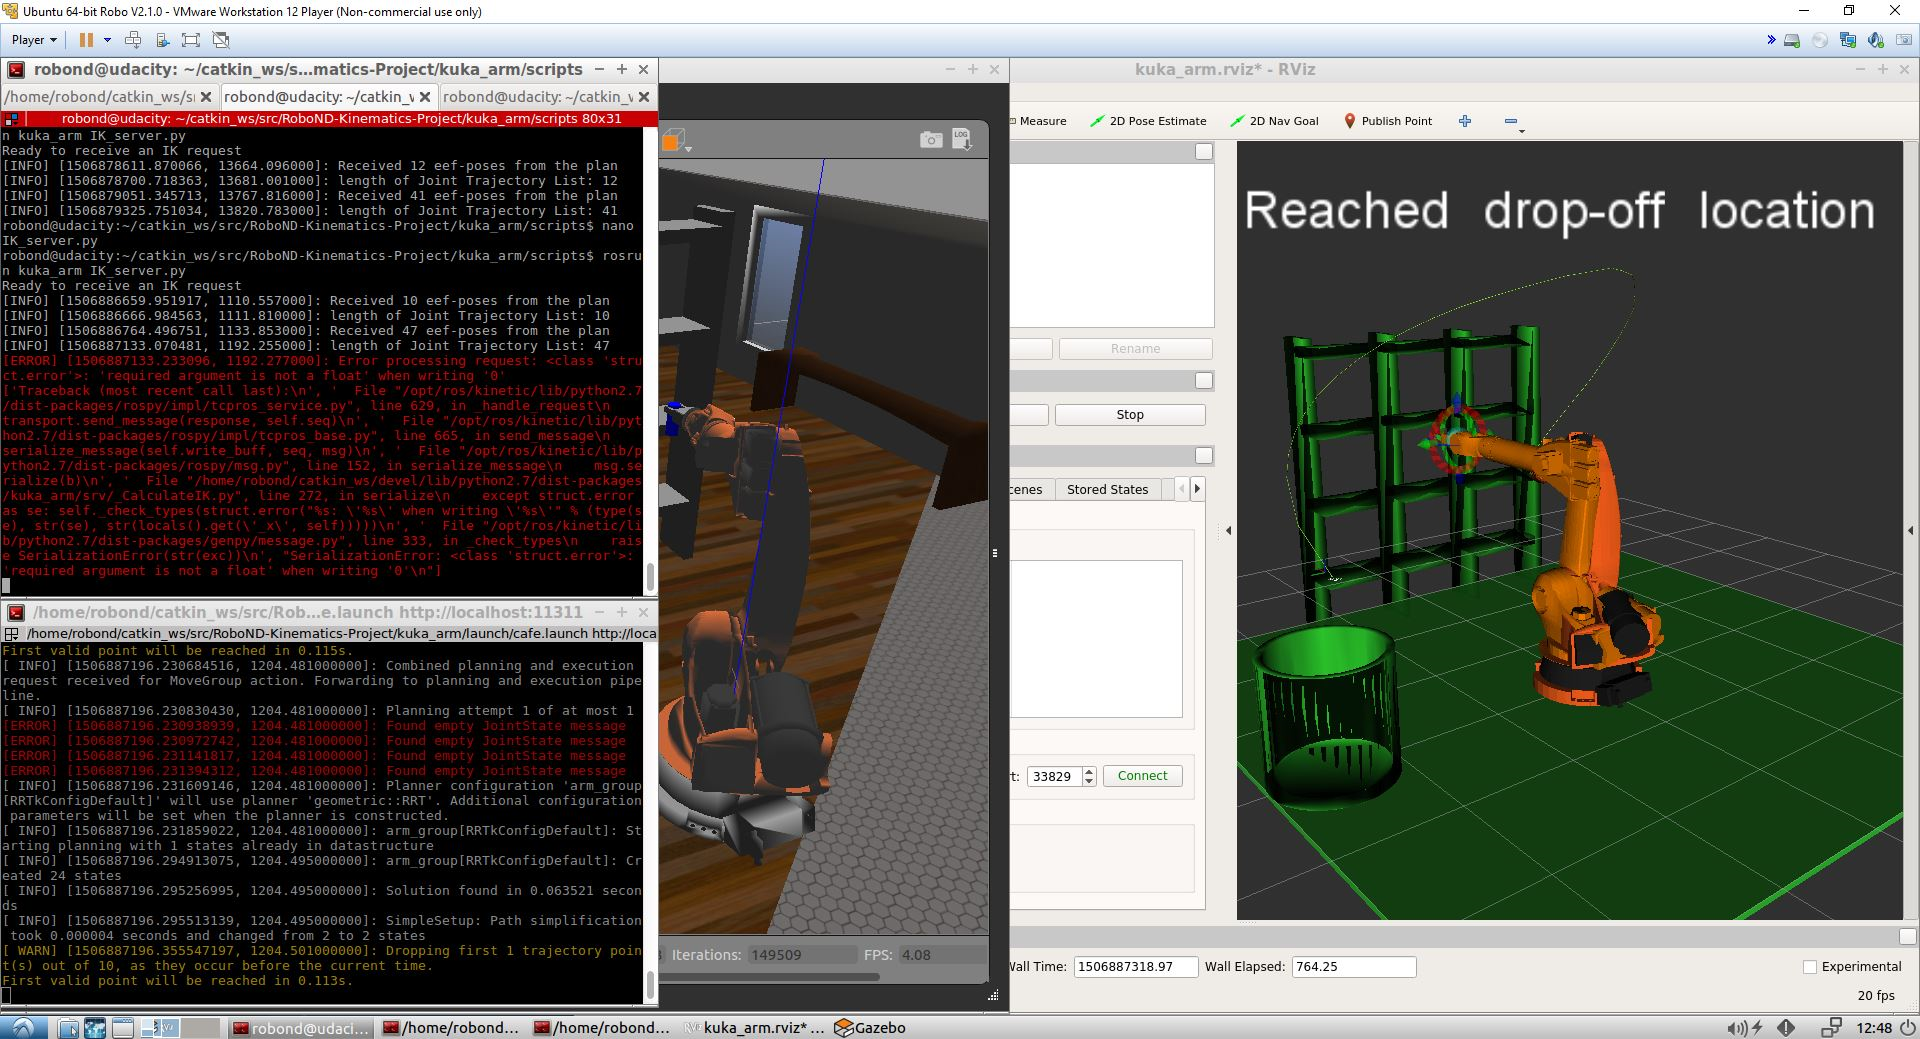 Ubuntu 64-bit Robo V2.1.0 - VMware Workstation 12 Player (Non-commercial use only)
Player
robond@udacity: ~/catkin_ws/s...matics-Project/kuka_arm/scripts
/home/robond/catkin_ws/s
robond@udacity: ~/catkin_
robond@udacity: ~/catkin_
robond@udacity: ~/catkin_ws/src/RoboND-Kinematics-Project/kuka_arm/scripts 80x31
n kuka_arm IK_server.py
Ready to receive an IK request
[INFO] [1506878611.870066, 13664.096000]: Received 12 eef-poses from the plan
[INFO] [1506878700.718363, 13681.001000]: length of Joint Trajectory List: 12
[INFO] [1506879051.345713, 13767.816000]: Received 41 eef-poses from the plan
[INFO] [1506879325.751034, 13820.783000]: length of Joint Trajectory List: 41
robond@udacity:~/catkin_ws/src/RoboND-Kinematics-Project/kuka_arm/scripts$ nano
IK_server.py
robond@udacity:~/catkin_ws/src/RoboND-Kinematics-Project/kuka_arm/scripts$ rosru
n kuka_arm IK_server.py
Ready to receive an IK request
[INFO] [1506886659.951917, 1110.557000]: Received 10 eef-poses from the plan
[INFO] [1506886666.984563, 1111.810000]: length of Joint Trajectory List: 10
[INFO] [1506886764.496751, 1133.853000]: Received 47 eef-poses from the plan
[INFO] [1506887133.070481, 1192.255000]: length of Joint Trajectory List: 47
[ERROR] [1506887133.233096, 1192.277000]: Error processing request: <class 'stru
ct.error'>: 'required argument is not a float' when writing '0'
['Traceback (most recent call last):\n', '  File "/opt/ros/kinetic/lib/python2.7
/dist-packages/rospy/impl/tcpros_service.py", line 629, in _handle_request\n
transport.send_message(response, self.seq)\n', '  File "/opt/ros/kinetic/lib/pyt
hon2.7/dist-packages/rospy/impl/tcpros_base.py", line 665, in send_message\n
serialize_message(self.write_buff, seq, msg)\n', '  File "/opt/ros/kinetic/lib/p
ython2.7/dist-packages/rospy/msg.py", line 152, in serialize_message\n    msg.se
rialize(b)\n', '  File "/home/robond/catkin_ws/devel/lib/python2.7/dist-packages
/kuka_arm/srv/_CalculateIK.py", line 272, in serialize\n    except struct.error
as se: self._check_types(struct.error("%s: \'%s\' when writing \'%s\'" % (type(s
e), str(se), str(locals().get(\'_x\', self)))))\n', '  File "/opt/ros/kinetic/li
b/python2.7/dist-packages/genpy/message.py", line 333, in _check_types\n    rais
e SerializationError(str(exc))\n', "SerializationError: <class 'struct.error'>:
'required argument is not a float' when writing '0'\n"]
/home/robond/catkin_ws/src/Rob...e.launch http://localhost:11311
/home/robond/catkin_ws/src/RoboND-Kinematics-Project/kuka_arm/launch/cafe.launch http://loca
First valid point will be reached in 0.115s.
[ INFO] [1506887196.230684516, 1204.481000000]: Combined planning and execution
request received for MoveGroup action. Forwarding to planning and execution pipe
line.
[ INFO] [1506887196.230830430, 1204.481000000]: Planning attempt 1 of at most 1
[ERROR] [1506887196.230938939, 1204.481000000]: Found empty JointState message
[ERROR] [1506887196.230972742, 1204.481000000]: Found empty JointState message
[ERROR] [1506887196.231141817, 1204.481000000]: Found empty JointState message
[ERROR] [1506887196.231394312, 1204.481000000]: Found empty JointState message
[ INFO] [1506887196.231609146, 1204.481000000]: Planner configuration 'arm_group
[RRTkConfigDefault]' will use planner 'geometric::RRT'. Additional configuration
parameters will be set when the planner is constructed.
[ INFO] [1506887196.231859022, 1204.481000000]: arm_group[RRTkConfigDefault]: St
arting planning with 1 states already in datastructure
[ INFO] [1506887196.294913075, 1204.495000000]: arm_group[RRTkConfigDefault]: Cr
eated 24 states
[ INFO] [1506887196.295256995, 1204.495000000]: Solution found in 0.063521 secon
ds
[ INFO] [1506887196.295513139, 1204.495000000]: SimpleSetup: Path simplification
took 0.000004 seconds and changed from 2 to 2 states
[ WARN] [1506887196.355547197, 1204.501000000]: Dropping first 1 trajectory poin
t(s) out of 10, as they occur before the current time.
First valid point will be reached in 0.113s.
LOG
Iterations: 149509 FPS: 4.08
kuka_arm.rviz* - RViz
Measure 2D Pose Estimate 2D Nav Goal Publish Point
Rename
Stop
cenes Stored States
rt: 33829 Connect
Reached drop-off location
Wall Time: 1506887318.97 Wall Elapsed: 764.25 Experimental
20 fps
robond@udaci... /home/robond... /home/robond... kuka_arm.rviz* ... Gazebo 12:48